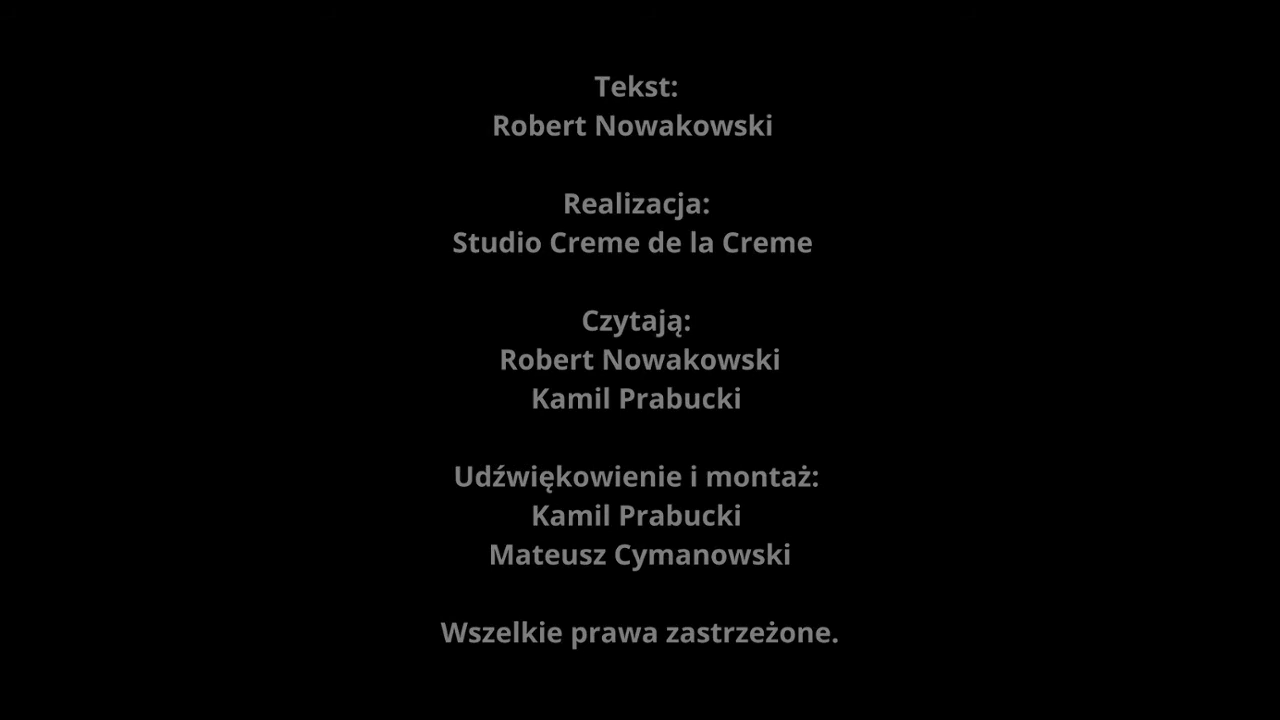 Tekst:
Robert Nowakowski
Realizacja:
Studio Creme de la Creme
Czytają:
Robert Nowakowski
Kamil Prabucki
Udźwiękowienie i montaż:
Kamil Prabucki
Mateusz Cymanowski
Wszelkie prawa zastrzeżone.